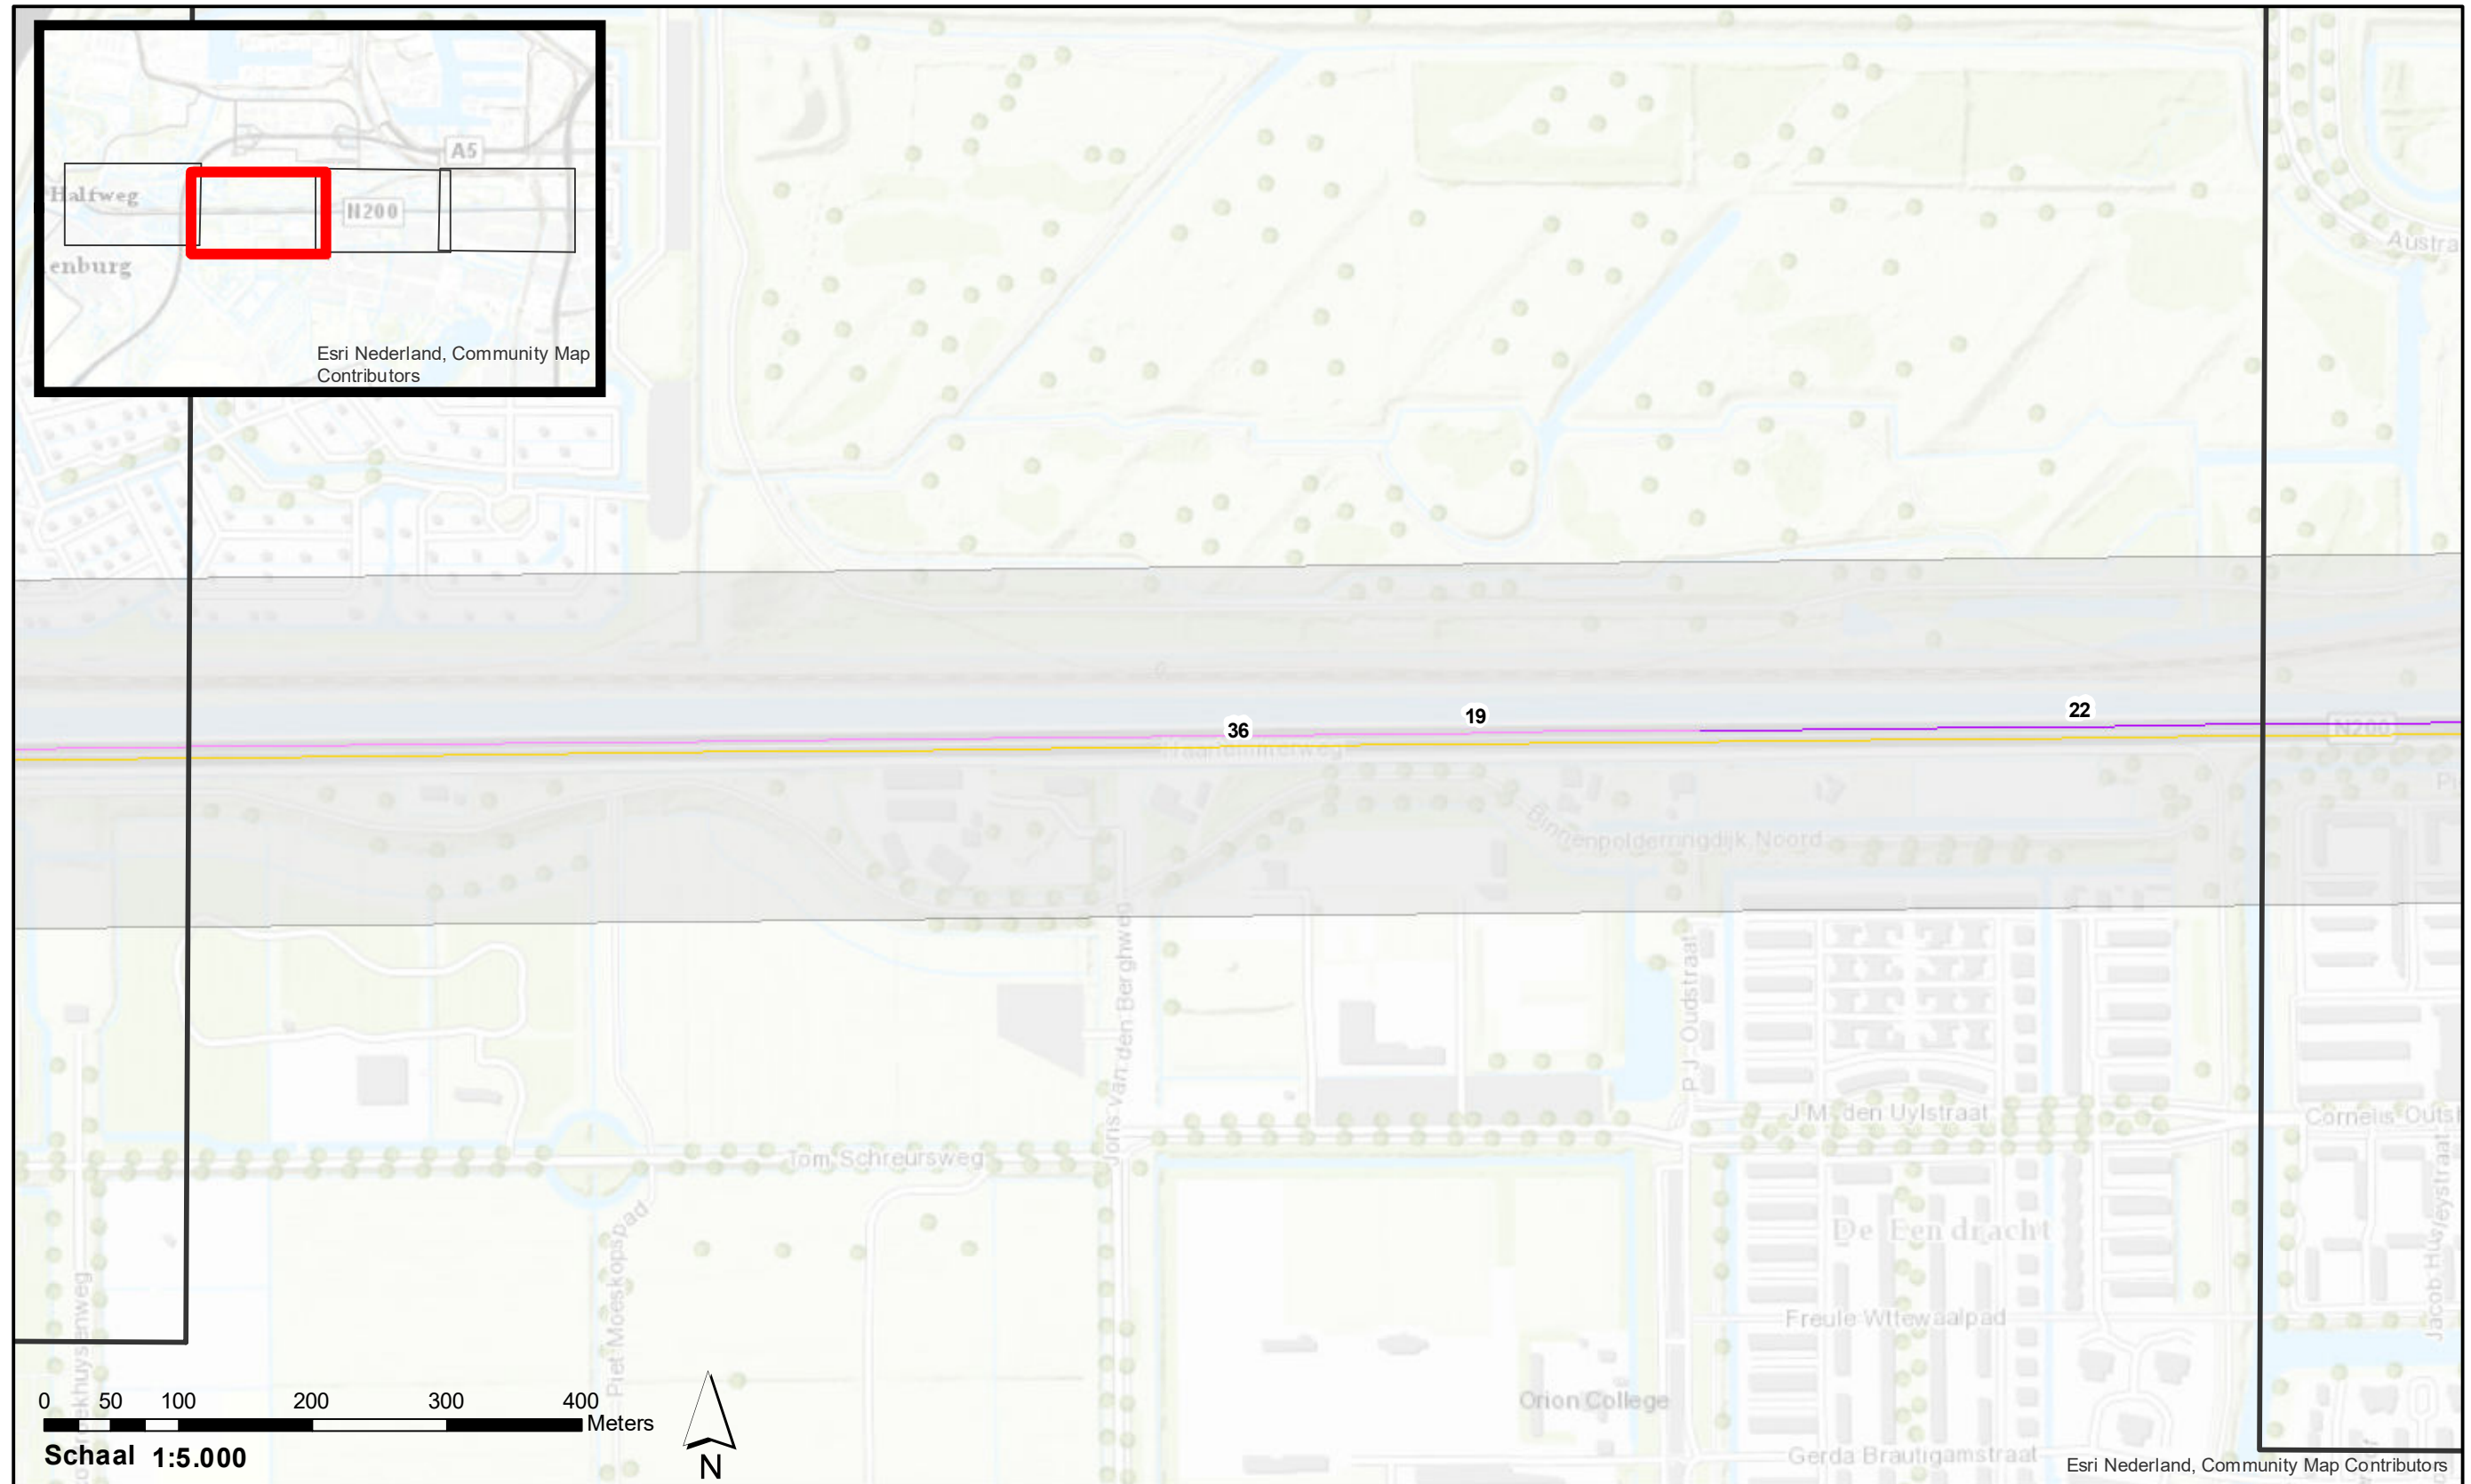 A5
Halfweg
N200
enburg
Esri Nederland, Community Map
Contributors
Austra
22
19
36
N200
Haarlemmerweg
Binnenpolderringdijk Noord
Joris van den Berghweg
P.J. Oudstraat
J.M. den Uylstraat
Cornelis Outsh
Tom Schreursweg
De Eendracht
Piet Moeskopspad
Jacob Huveystraat
Freule Wttewaalpad
Orion College
Gerda Brautigamstraat
0 50 100 200 300 400
Meters
Schaal 1:5.000
N
Esri Nederland, Community Map Contributors